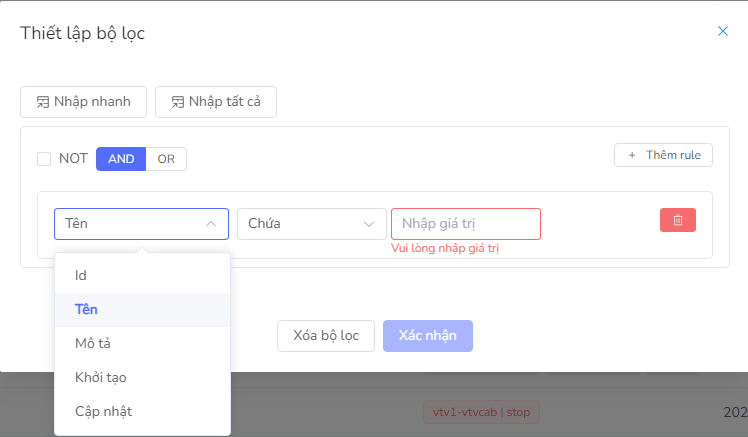 Thiết lập bộ lọc
Nhập nhanh Nhập tất cả
NOT AND OR + Thêm rule
Tên Chứa Nhập giá trị
Vui lòng nhập giá trị
Id
Tên
Mô tả
Khởi tạo
Cập nhật
Xóa bộ lọc Xác nhận
vtv1-vtvcab | stop 202